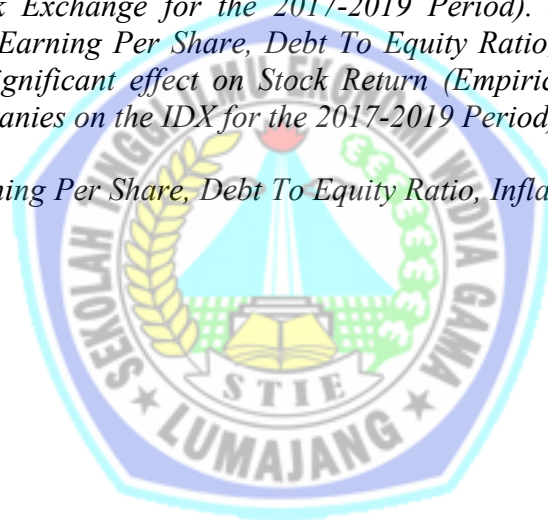 k Exchange for the 2017-2019 Period).
Earning Per Share, Debt To Equity Ratio,
ignificant effect on Stock Return (Empiric
anies on the IDX for the 2017-2019 Period,
ning Per Share, Debt To Equity Ratio, Infla
SEKOLAH TINGGI ILMU EKONOMI WIDYA GAMA
STIE
LUMAJANG